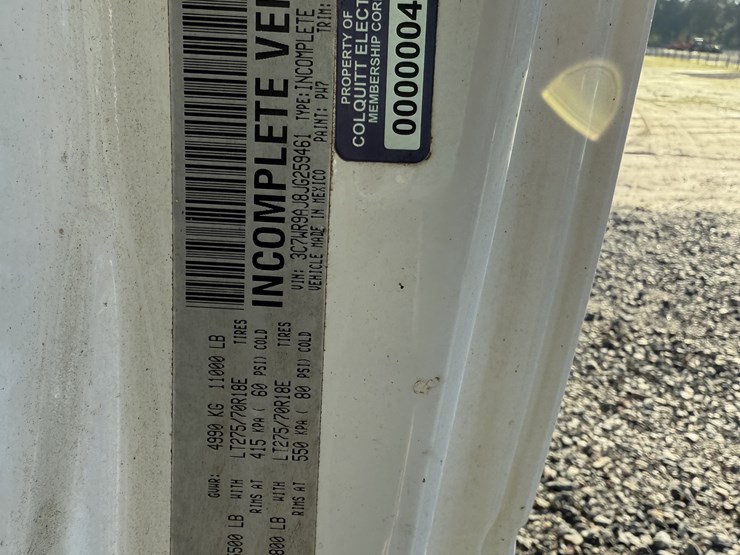 INCOMPLETE
GVWR: 4990 KG 11000 LB
500 LB WITH LT275/70R18E TIRES
RIMS AT 415 KPA ( 60 PSI) COLD
800 LB WITH LT275/70R18E TIRES
RIMS AT 550 KPA ( 80 PSI) COLD
VIN: 3C7WR9AJ8JG259461 TYPE: INCOMPLETE
VEHICLE MADE IN MEXICO PAINT: PW7 TRIM:
PROPERTY OF
COLQUITT ELECT
MEMBERSHIP COR
0000004